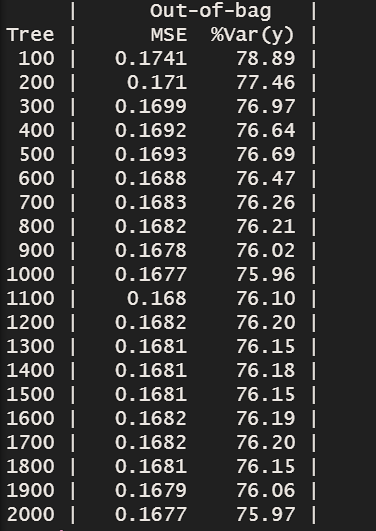 |      Out-of-bag   |
Tree |      MSE  %Var(y) |
 100 |   0.1741    78.89 |
 200 |    0.171    77.46 |
 300 |   0.1699    76.97 |
 400 |   0.1692    76.64 |
 500 |   0.1693    76.69 |
 600 |   0.1688    76.47 |
 700 |   0.1683    76.26 |
 800 |   0.1682    76.21 |
 900 |   0.1678    76.02 |
1000 |   0.1677    75.96 |
1100 |    0.168    76.10 |
1200 |   0.1682    76.20 |
1300 |   0.1681    76.15 |
1400 |   0.1681    76.18 |
1500 |   0.1681    76.15 |
1600 |   0.1682    76.19 |
1700 |   0.1682    76.20 |
1800 |   0.1681    76.15 |
1900 |   0.1679    76.06 |
2000 |   0.1677    75.97 |